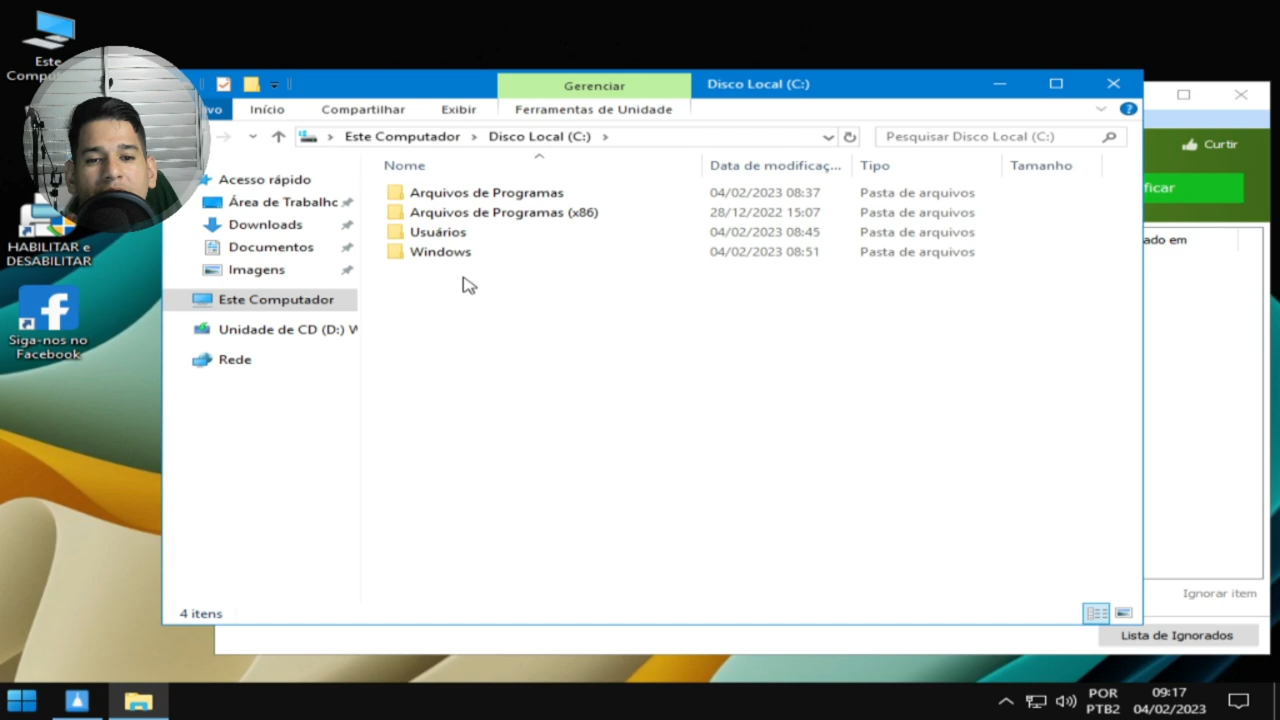 Este
Gerenciar
Disco Local (C:)
Início
Compartilhar
Exibir
Ferramentas de Unidade
Este Computador
Disco Local (C:)
Pesquisar Disco Local (C:)
Curtir
Nome
Data de modificaç...
Tipo
Tamanho
Acesso rápido
Área de Trabalhc
Downloads
Documentos
Imagens
Este Computador
Unidade de CD (D:) W
Rede
Arquivos de Programas
04/02/2023 08:37
Pasta de arquivos
Arquivos de Programas (x86)
28/12/2022 15:07
Pasta de arquivos
Usuários
04/02/2023 08:45
Pasta de arquivos
Windows
04/02/2023 08:51
Pasta de arquivos
HABILITAR e
DESABILITAR
Siga-nos no
Facebook
ficar
ado em
4 itens
Ignorar item
Lista de Ignorados
POR
PTB2
09:17
04/02/2023